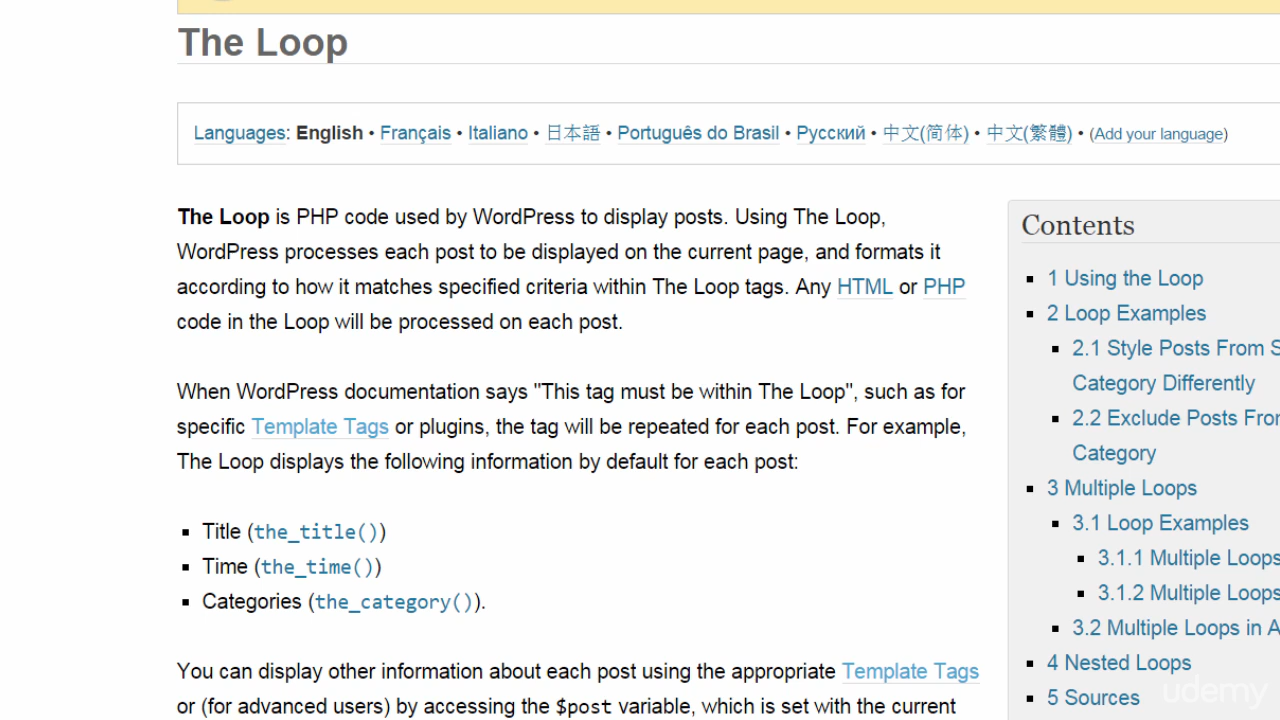 The Loop
Languages: English • Français • Italiano • 日本語 • Português do Brasil • Русский • 中文(简体) • 中文(繁體) • (Add your language)
The Loop is PHP code used by WordPress to display posts. Using The Loop,
WordPress processes each post to be displayed on the current page, and formats it
according to how it matches specified criteria within The Loop tags. Any HTML or PHP
code in the Loop will be processed on each post.
When WordPress documentation says "This tag must be within The Loop", such as for
specific Template Tags or plugins, the tag will be repeated for each post. For example,
The Loop displays the following information by default for each post:
▪ Title (the_title())
▪ Time (the_time())
▪ Categories (the_category()).
You can display other information about each post using the appropriate Template Tags
or (for advanced users) by accessing the $post variable, which is set with the current
Contents
▪ 1 Using the Loop
▪ 2 Loop Examples
▪ 2.1 Style Posts From S
Category Differently
▪ 2.2 Exclude Posts From
Category
▪ 3 Multiple Loops
▪ 3.1 Loop Examples
▪ 3.1.1 Multiple Loops
▪ 3.1.2 Multiple Loops
▪ 3.2 Multiple Loops in A
▪ 4 Nested Loops
▪ 5 Sources
udemy